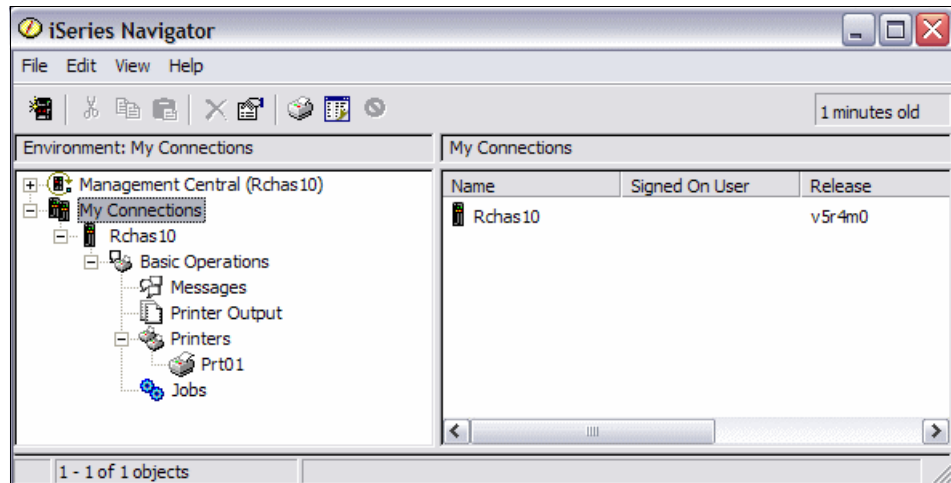 iSeries Navigator
File Edit View Help
1 minutes old
Environment: My Connections
My Connections
Management Central (Rchas10)
My Connections
Rchas10
Basic Operations
Messages
Printer Output
Printers
Prt01
Jobs
Name Signed On User Release
Rchas10 v5r4m0
1 - 1 of 1 objects